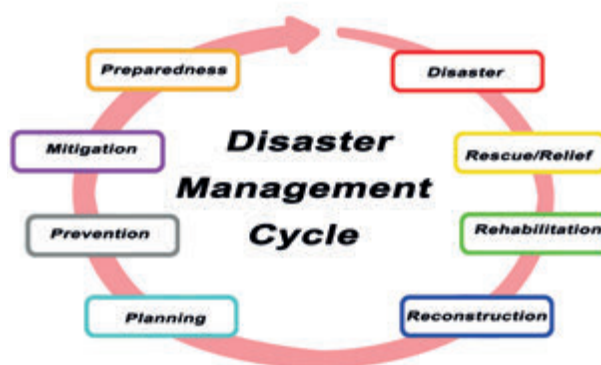 Preparedness
Disaster
Mitigation
Disaster
Management
Cycle
Rescue/Relief
Prevention
Rehabilitation
Planning
Reconstruction